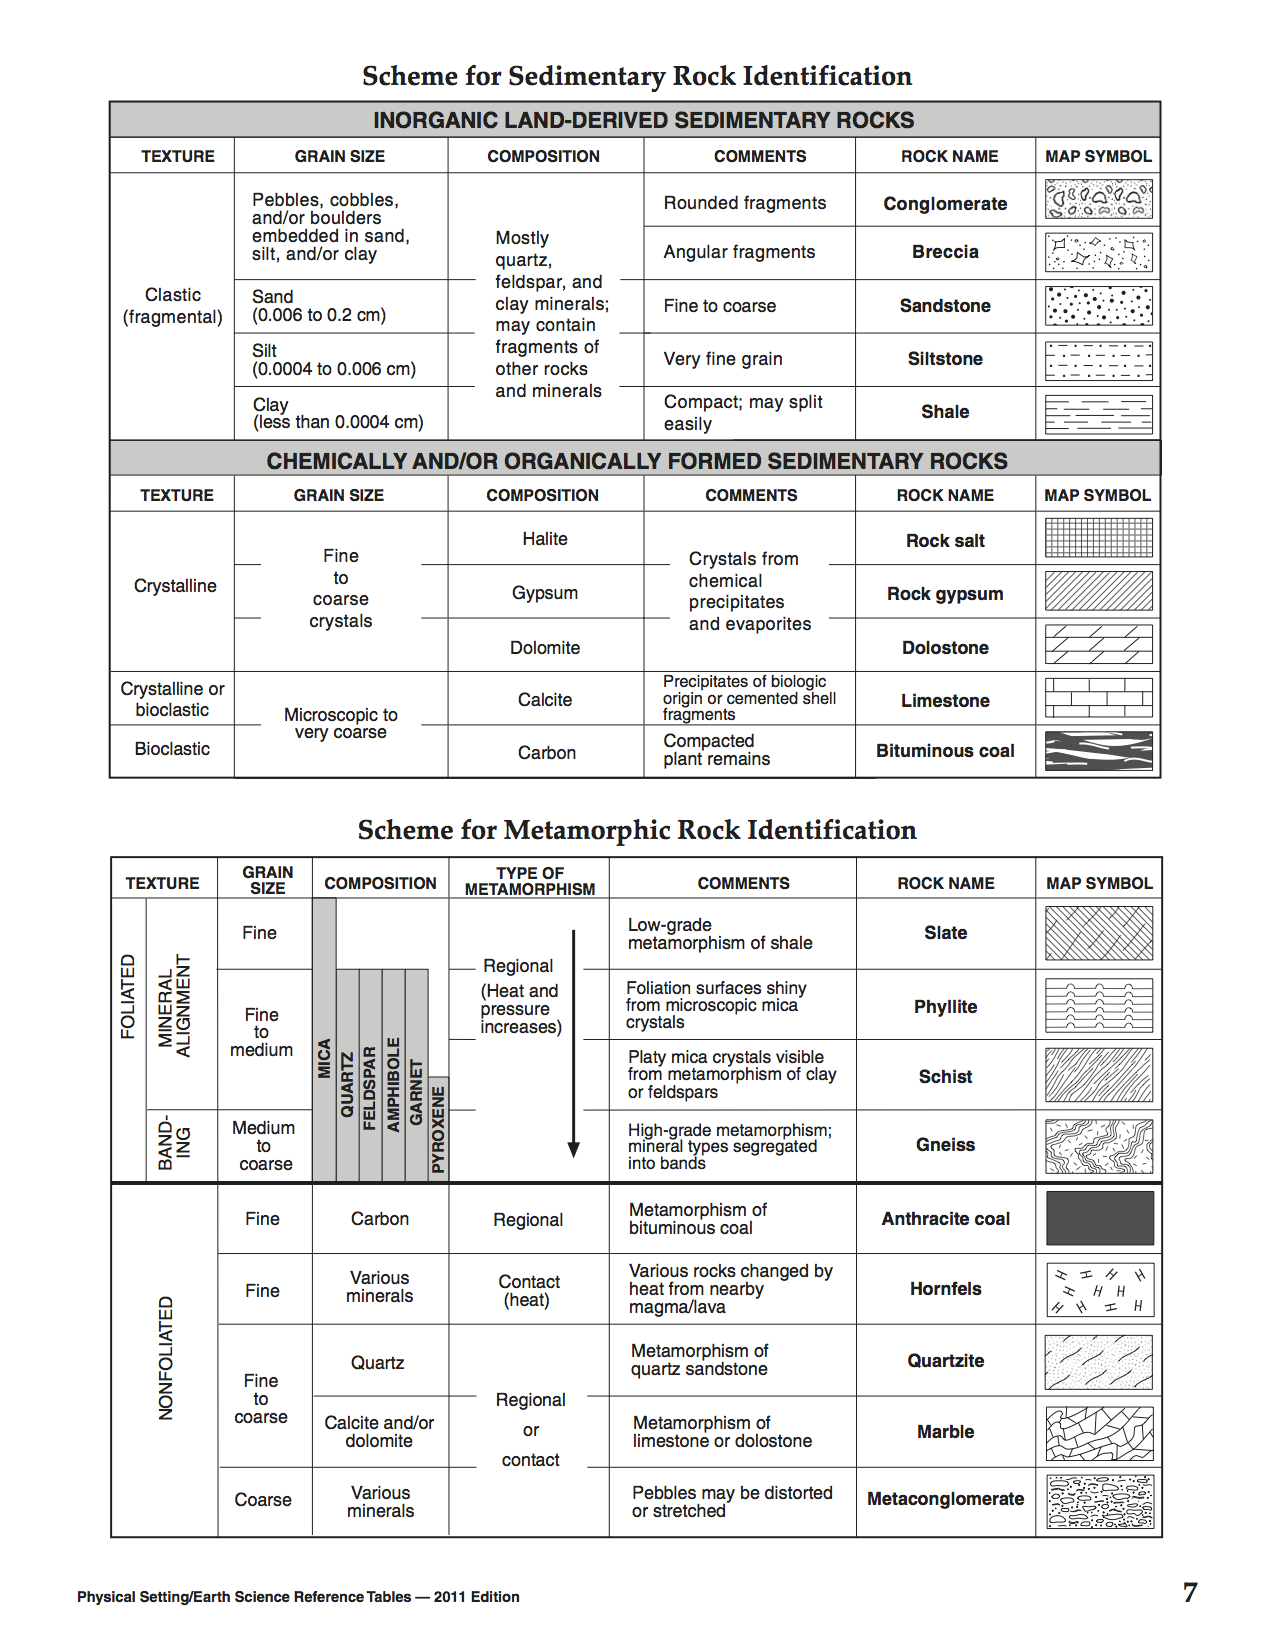 Scheme for Sedimentary Rock Identification
INORGANIC LAND-DERIVED SEDIMENTARY ROCKS
TEXTURE GRAIN SIZE COMPOSITION COMMENTS ROCK NAME MAP SYMBOL
Clastic
(fragmental)
Pebbles, cobbles,
and/or boulders
embedded in sand,
silt, and/or clay
Mostly
quartz,
feldspar, and
clay minerals;
may contain
fragments of
other rocks
and minerals
Rounded fragments Conglomerate
Angular fragments Breccia
Sand
(0.006 to 0.2 cm)
Fine to coarse Sandstone
Silt
(0.0004 to 0.006 cm)
Very fine grain Siltstone
Clay
(less than 0.0004 cm)
Compact; may split
easily
Shale
CHEMICALLY AND/OR ORGANICALLY FORMED SEDIMENTARY ROCKS
TEXTURE GRAIN SIZE COMPOSITION COMMENTS ROCK NAME MAP SYMBOL
Crystalline
Fine
to
coarse
crystals
Halite
Crystals from
chemical
precipitates
and evaporites
Rock salt
Gypsum Rock gypsum
Dolomite Dolostone
Crystalline or
bioclastic
Microscopic to
very coarse
Calcite
Precipitates of biologic
origin or cemented shell
fragments
Limestone
Bioclastic
Carbon
Compacted
plant remains
Bituminous coal
Scheme for Metamorphic Rock Identification
TEXTURE
GRAIN
SIZE
COMPOSITION
TYPE OF
METAMORPHISM
COMMENTS ROCK NAME MAP SYMBOL
FOLIATED
MINERAL
ALIGNMENT
Fine
MICA
QUARTZ
FELDSPAR
AMPHIBOLE
GARNET
PYROXENE
Regional
(Heat and
pressure
increases)
Low-grade
metamorphism of shale
Slate
Fine
to
medium
Foliation surfaces shiny
from microscopic mica
crystals
Phyllite
Platy mica crystals visible
from metamorphism of clay
or feldspars
Schist
BAND-
ING
Medium
to
coarse
High-grade metamorphism;
mineral types segregated
into bands
Gneiss
NONFOLIATED
Fine Carbon Regional
Metamorphism of
bituminous coal
Anthracite coal
Fine
Various
minerals
Contact
(heat)
Various rocks changed by
heat from nearby
magma/lava
Hornfels
Fine
to
coarse
Quartz
Regional
or
contact
Metamorphism of
quartz sandstone
Quartzite
Calcite and/or
dolomite
Metamorphism of
limestone or dolostone
Marble
Coarse
Various
minerals
Pebbles may be distorted
or stretched
Metaconglomerate
Physical Setting/Earth Science Reference Tables — 2011 Edition
7